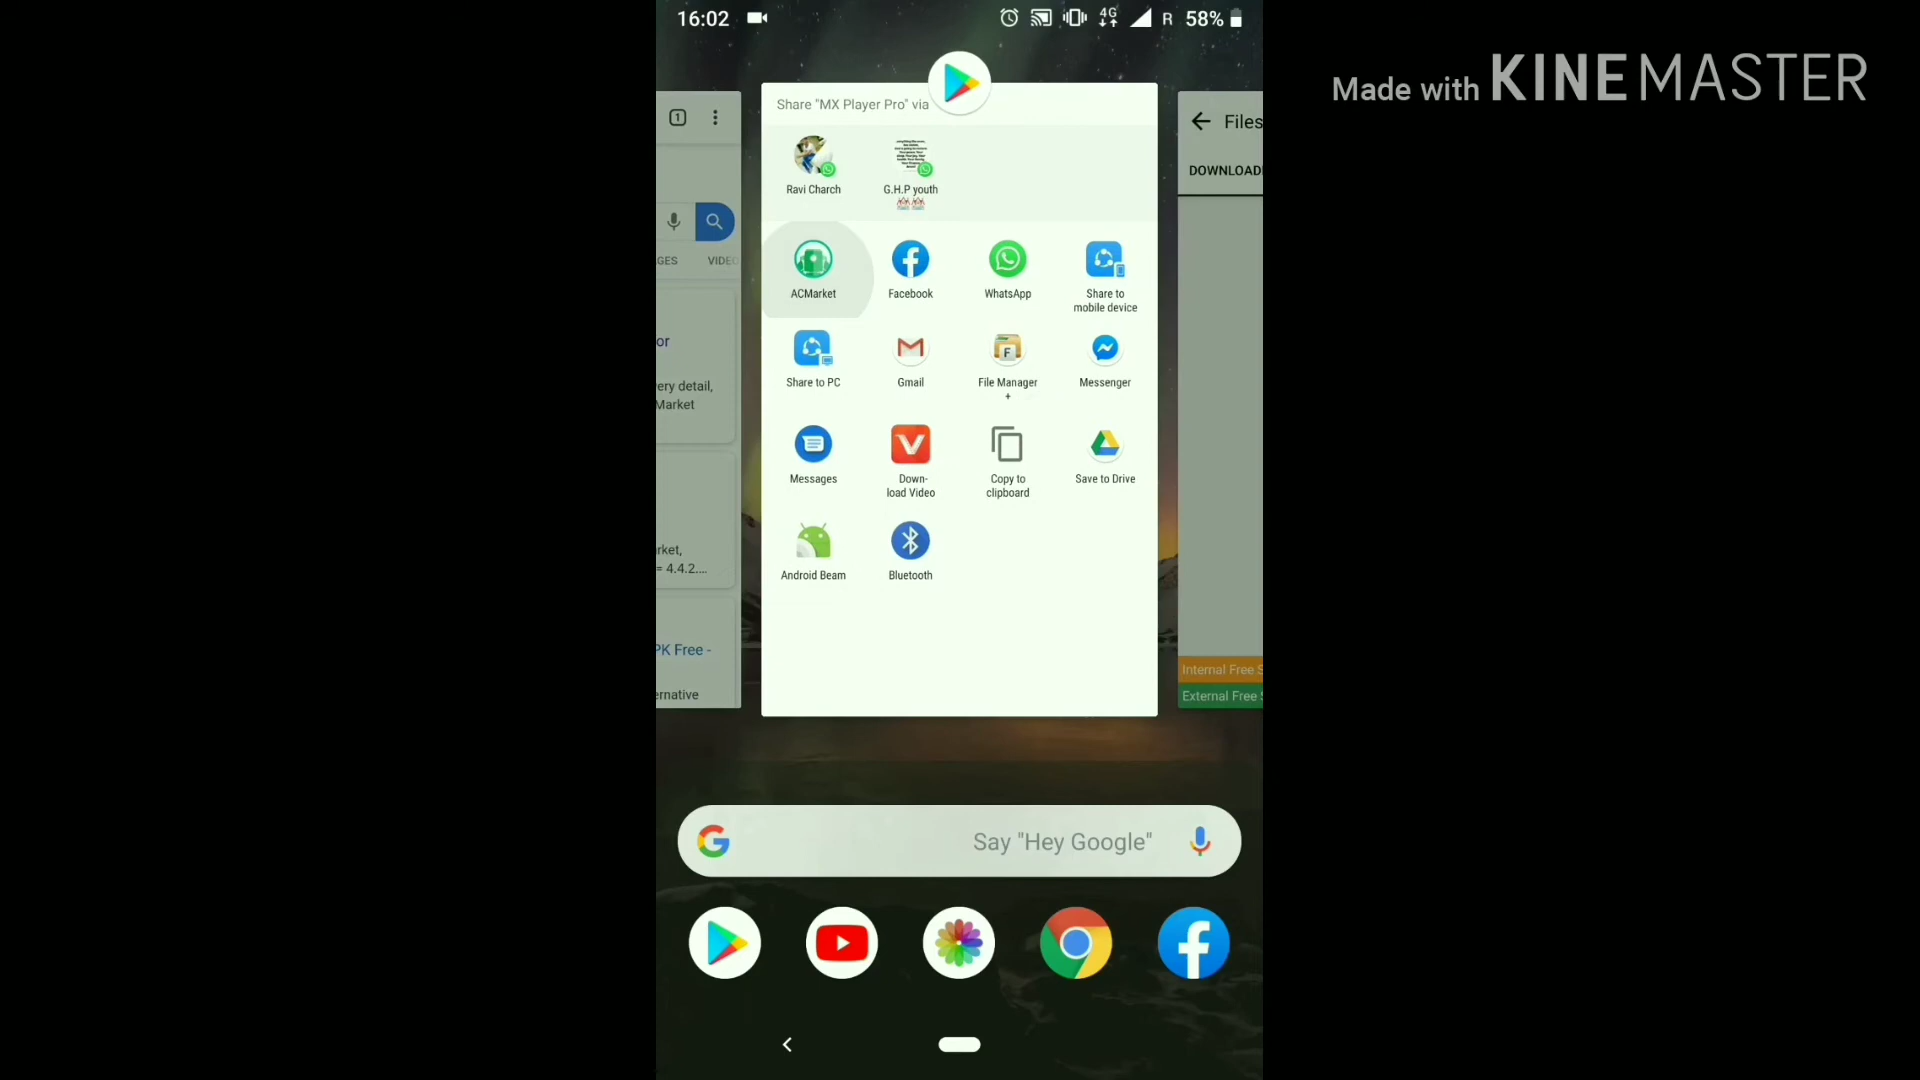 16:02
4G
R 58%
Made with KINEMASTER
Share "MX Player Pro" via
Ravi Charch
G.H.P youth
ACMarket
Facebook
WhatsApp
Share to
mobile device
Share to PC
Gmail
File Manager
+
Messenger
Messages
Down-
load Video
Copy to
clipboard
Save to Drive
Android Beam
Bluetooth
1
GES
VIDE
or
ery detail,
Market
rket,
= 4.4.2....
PK Free -
ernative
Files
DOWNLOAD
Internal Free S
External Free S
Say "Hey Google"